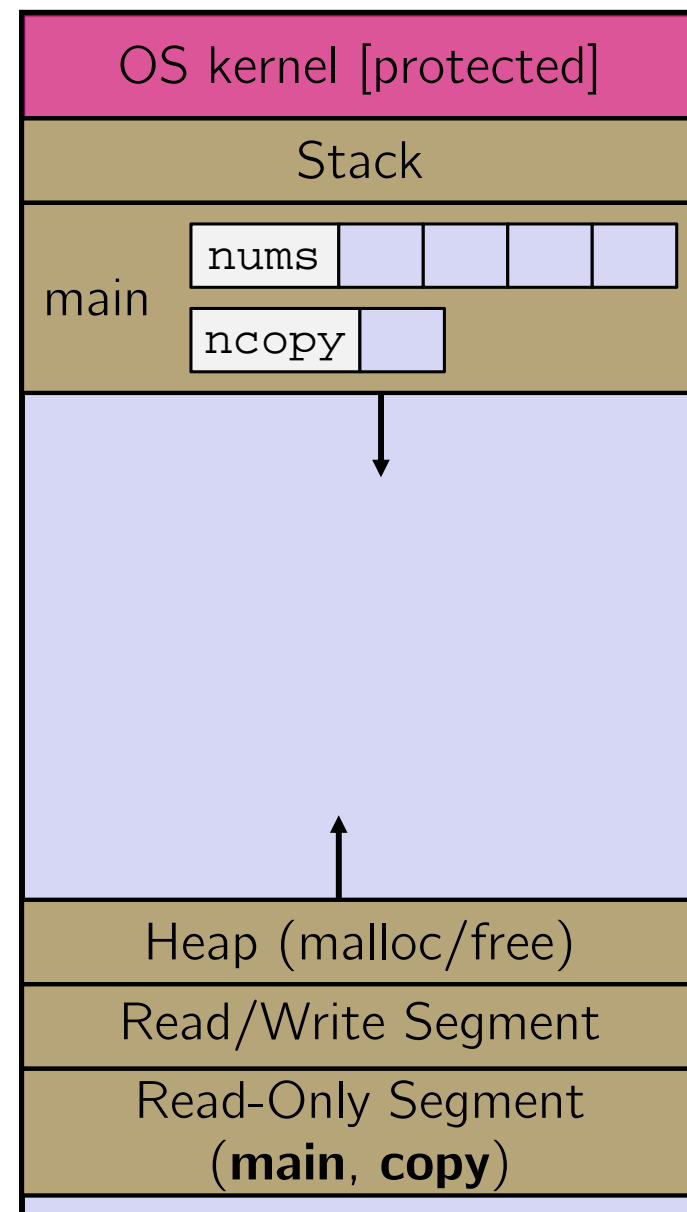 OS kernel [protected]
Stack
main
nums
ncopy
Heap (malloc/free)
Read/Write Segment
Read-Only Segment
(main, copy)